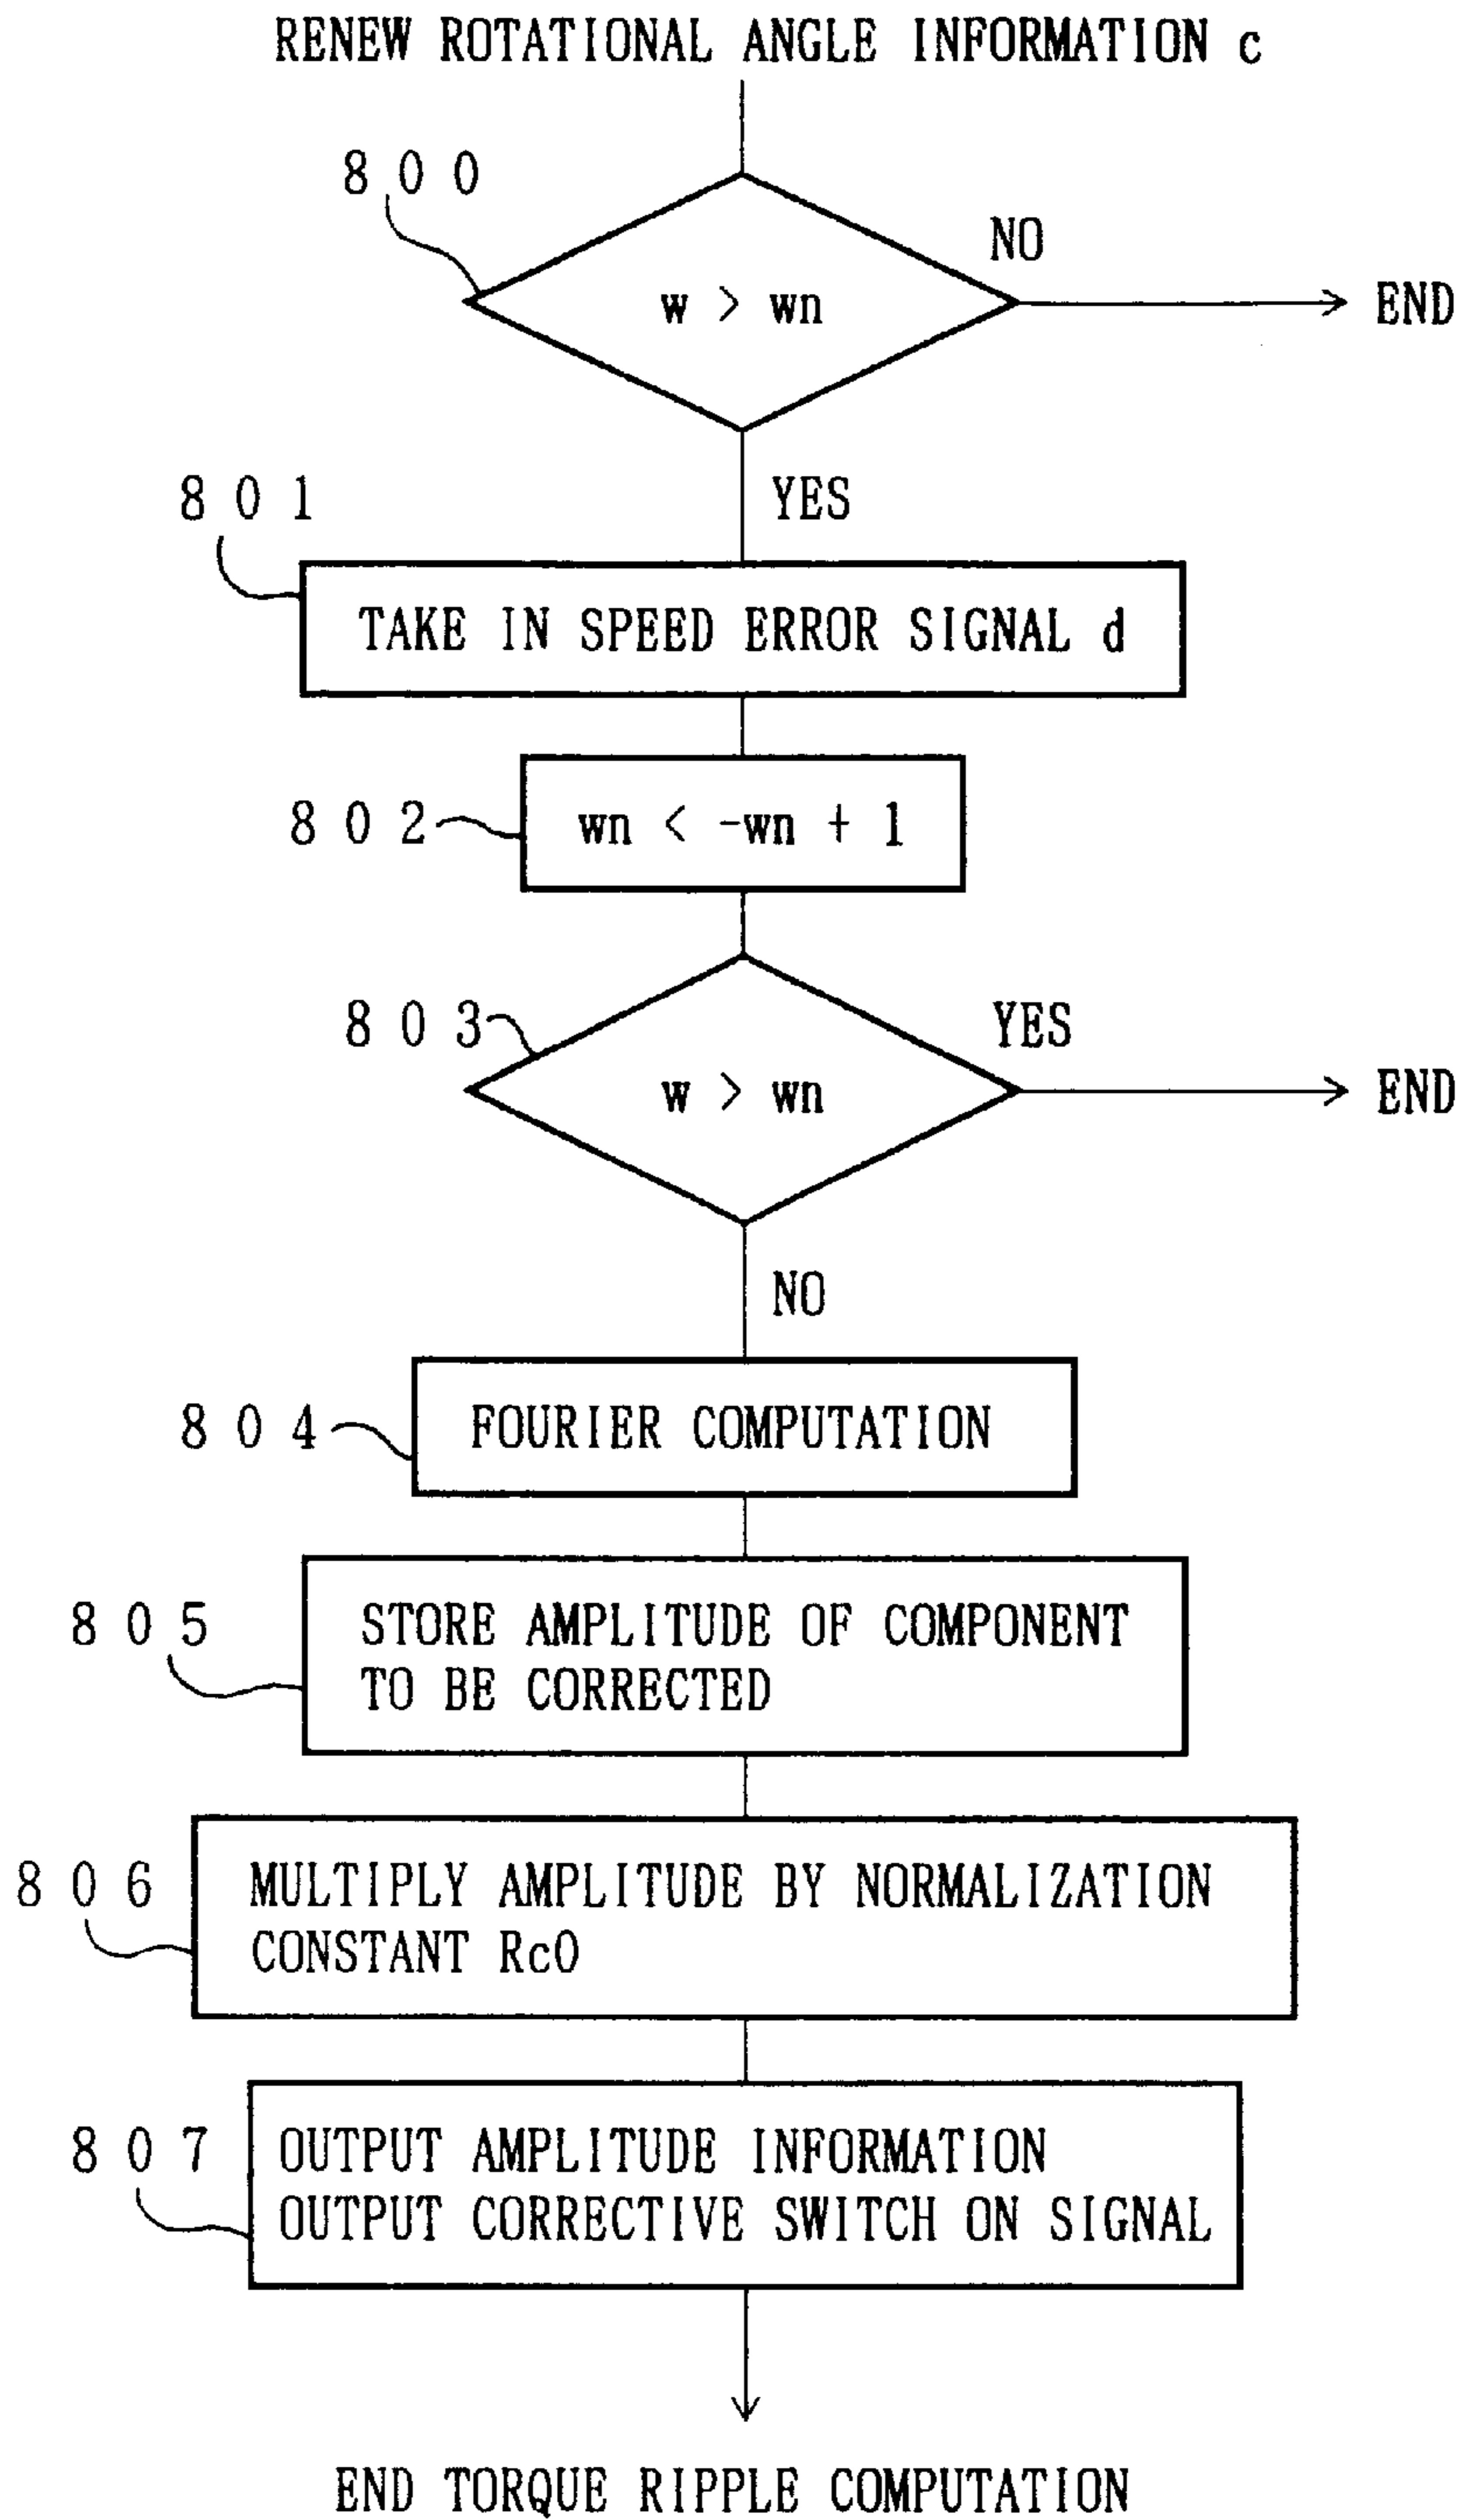 RENEW ROTATIONAL ANGLE INFORMATION c
800
NO
w > wn
END
YES
801
TAKE IN SPEED ERROR SIGNAL d
802
wn < -wn + 1
803
YES
w > wn
END
NO
804
FOURIER COMPUTATION
805
STORE AMPLITUDE OF COMPONENT
TO BE CORRECTED
806
MULTIPLY AMPLITUDE BY NORMALIZATION
CONSTANT Rc0
807
OUTPUT AMPLITUDE INFORMATION
OUTPUT CORRECTIVE SWITCH ON SIGNAL
END TORQUE RIPPLE COMPUTATION